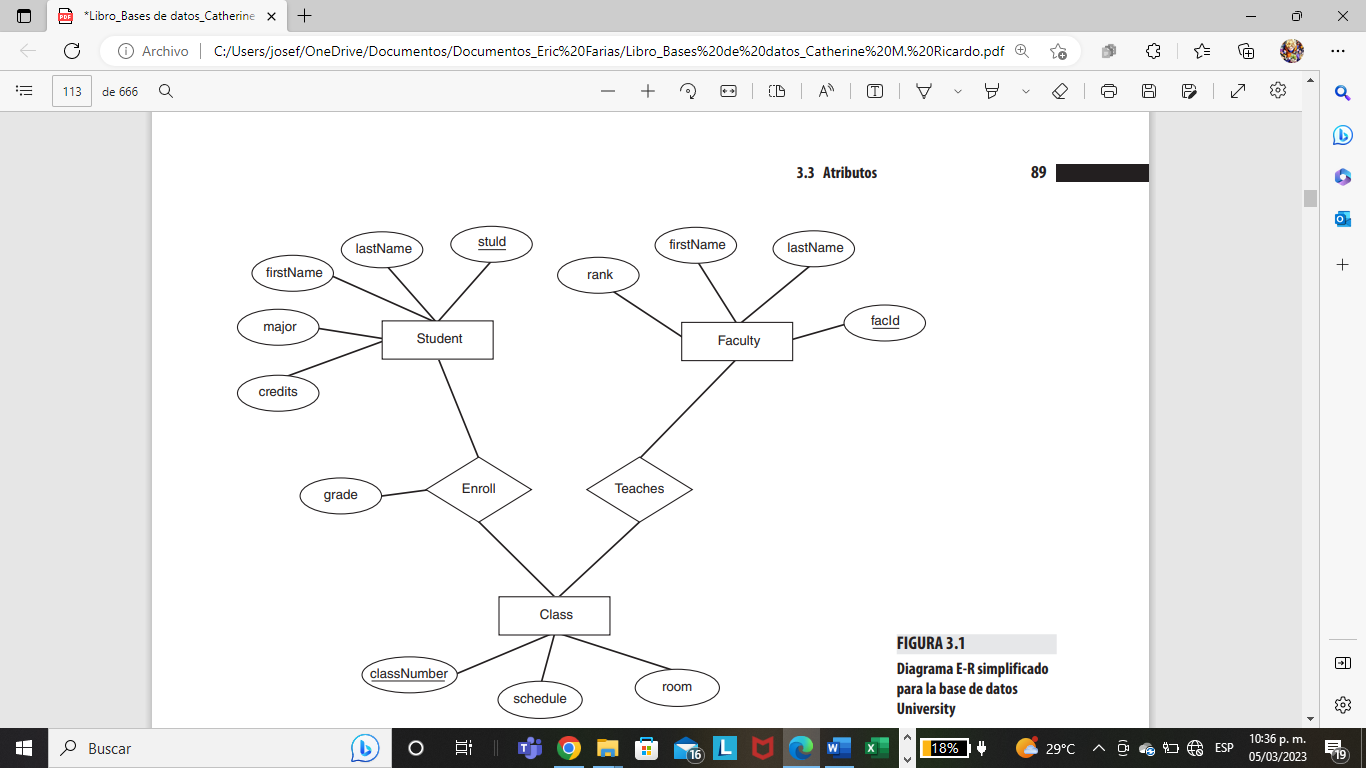 *Libro_Bases de datos_Catherine
Archivo
C:/Users/josef/OneDrive/Documentos/Documentos_Eric%20Farias/Libro_Bases%20de%20datos_Catherine%20M.%20Ricardo.pdf
113
de 666
3.3 Atributos
89
stuId
lastName
firstName
major
credits
Student
firstName
lastName
rank
facId
Faculty
grade
Enroll
Teaches
Class
classNumber
schedule
room
FIGURA 3.1
Diagrama E-R simplificado
para la base de datos
University
Buscar
16
18%
29°C
ESP
10:36 p. m.
05/03/2023
19